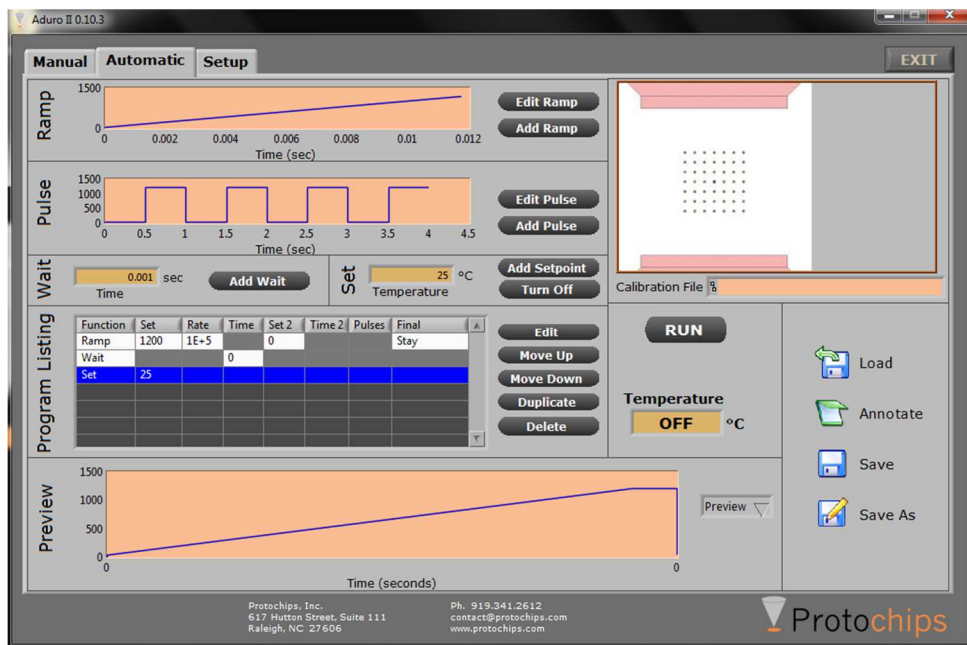 Aduro II 0.10.3
Manual Automatic Setup EXIT
Ramp
1500
0
0 0.002 0.004 0.006 0.008 0.01 0.012
Time (sec)
Edit Ramp
Add Ramp
Pulse
1500
1000
500
0
0 0.5 1 1.5 2 2.5 3 3.5 4 4.5
Time (sec)
Edit Pulse
Add Pulse
Wait
0.001 sec
Time
Add Wait
Set
25 °C
Temperature
Add Setpoint
Turn Off
Calibration File
Program Listing
Function Set Rate Time Set 2 Time 2 Pulses Final
Ramp 1200 1E+5 0 Stay
Wait 0
Set 25
Edit
Move Up
Move Down
Duplicate
Delete
RUN
Temperature
OFF °C
Load
Annotate
Save
Save As
Preview
1500
1000
500
0
0 0
Time (seconds)
Preview
Protochips, Inc.
617 Hutton Street, Suite 111
Raleigh, NC 27606
Ph. 919.341.2612
contact@protochips.com
www.protochips.com
Protochips